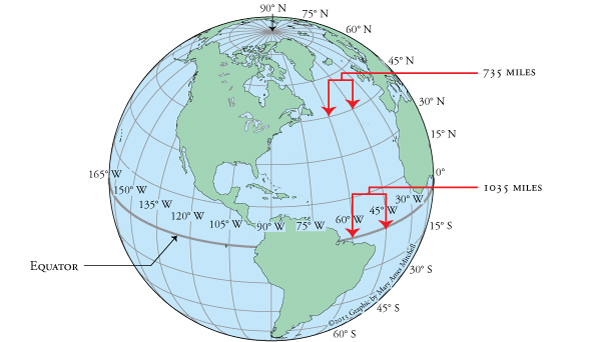 90° N
75° N
60° N
45° N
735 MILES
30° N
15° N
165° W
0°
150° W
1035 MILES
135° W
30° W
120° W
45° W
105° W
90° W
75° W
60° W
15° S
EQUATOR
30° S
45° S
60° S
©2013 Graphic by Mary Ames Mitchell